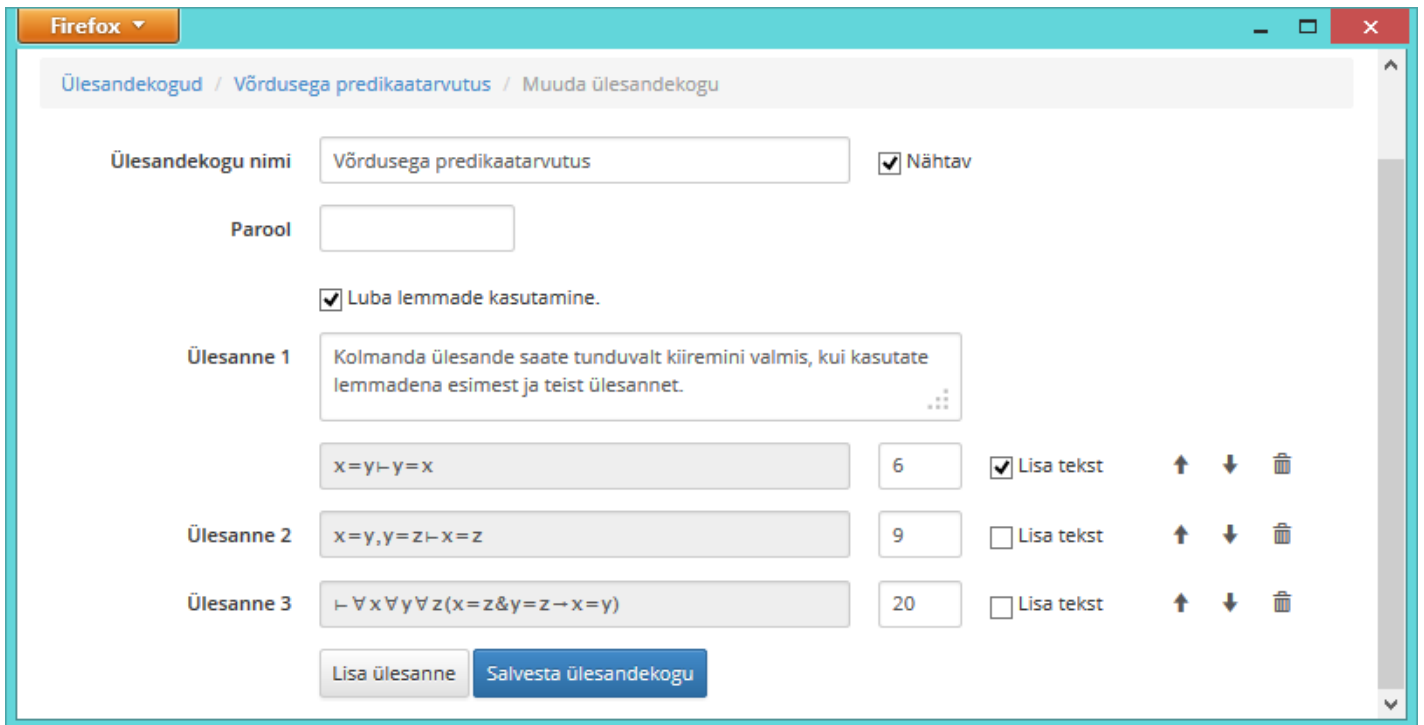 Firefox
Ülesandekogud / Võrdusega predikaatarvutus / Muuda ülesandekogu
Ülesandekogu nimi Võrdusega predikaatarvutus Nähtav
Parool
Luba lemmade kasutamine.
Ülesanne 1 Kolmanda ülesande saate tunduvalt kiiremini valmis, kui kasutate
lemmadena esimest ja teist ülesannet.
x=y⊢y=x 6 Lisa tekst
Ülesanne 2 x=y,y=z⊢x=z 9 Lisa tekst
Ülesanne 3 ⊢∀x∀y∀z(x=z&y=z→x=y) 20 Lisa tekst
Lisa ülesanne Salvesta ülesandekogu